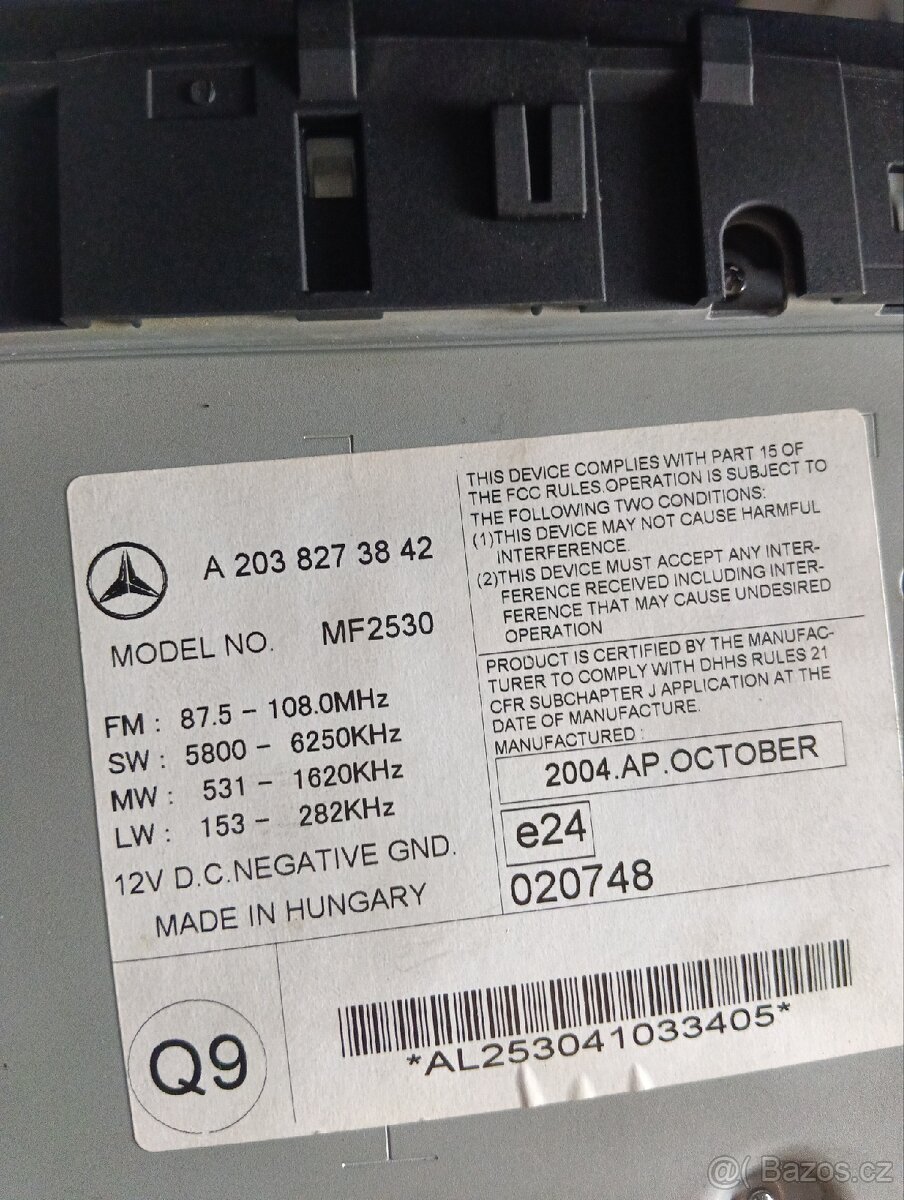 A 203 827 38 42
MODEL NO. MF2530
FM : 87.5 - 108.0MHz
SW : 5800 - 6250KHz
MW : 531 - 1620KHz
LW : 153 - 282KHz
12V D.C.NEGATIVE GND.
MADE IN HUNGARY
THIS DEVICE COMPLIES WITH PART 15 OF
THE FCC RULES.OPERATION IS SUBJECT TO
THE FOLLOWING TWO CONDITIONS:
(1)THIS DEVICE MAY NOT CAUSE HARMFUL
INTERFERENCE.
(2)THIS DEVICE MUST ACCEPT ANY INTER-
FERENCE RECEIVED INCLUDING INTER-
FERENCE THAT MAY CAUSE UNDESIRED
OPERATION
PRODUCT IS CERTIFIED BY THE MANUFAC-
TURER TO COMPLY WITH DHHS RULES 21
CFR SUBCHAPTER J APPLICATION AT THE
DATE OF MANUFACTURE.
MANUFACTURED :
2004.AP.OCTOBER
e24
020748
Q9
*AL253041033405*
@( Bazos.cz